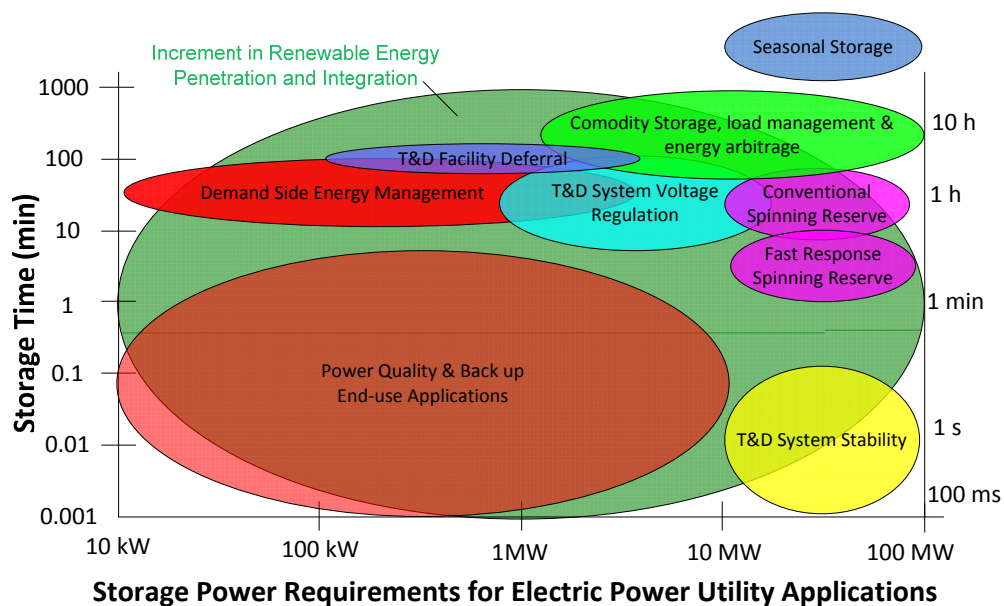 Increment in Renewable Energy
Penetration and Integration
Seasonal Storage
1000
Comodity Storage, load management &
energy arbitrage
10 h
100
T&D Facility Deferral
Demand Side Energy Management
T&D System Voltage
Regulation
Conventional
Spinning Reserve
1 h
10
Fast Response
Spinning Reserve
1
1 min
Storage Time (min)
0.1
Power Quality & Back up
End-use Applications
0.01
T&D System Stability
1 s
100 ms
0.001
10 kW
100 kW
1MW
10 MW
100 MW
Storage Power Requirements for Electric Power Utility Applications